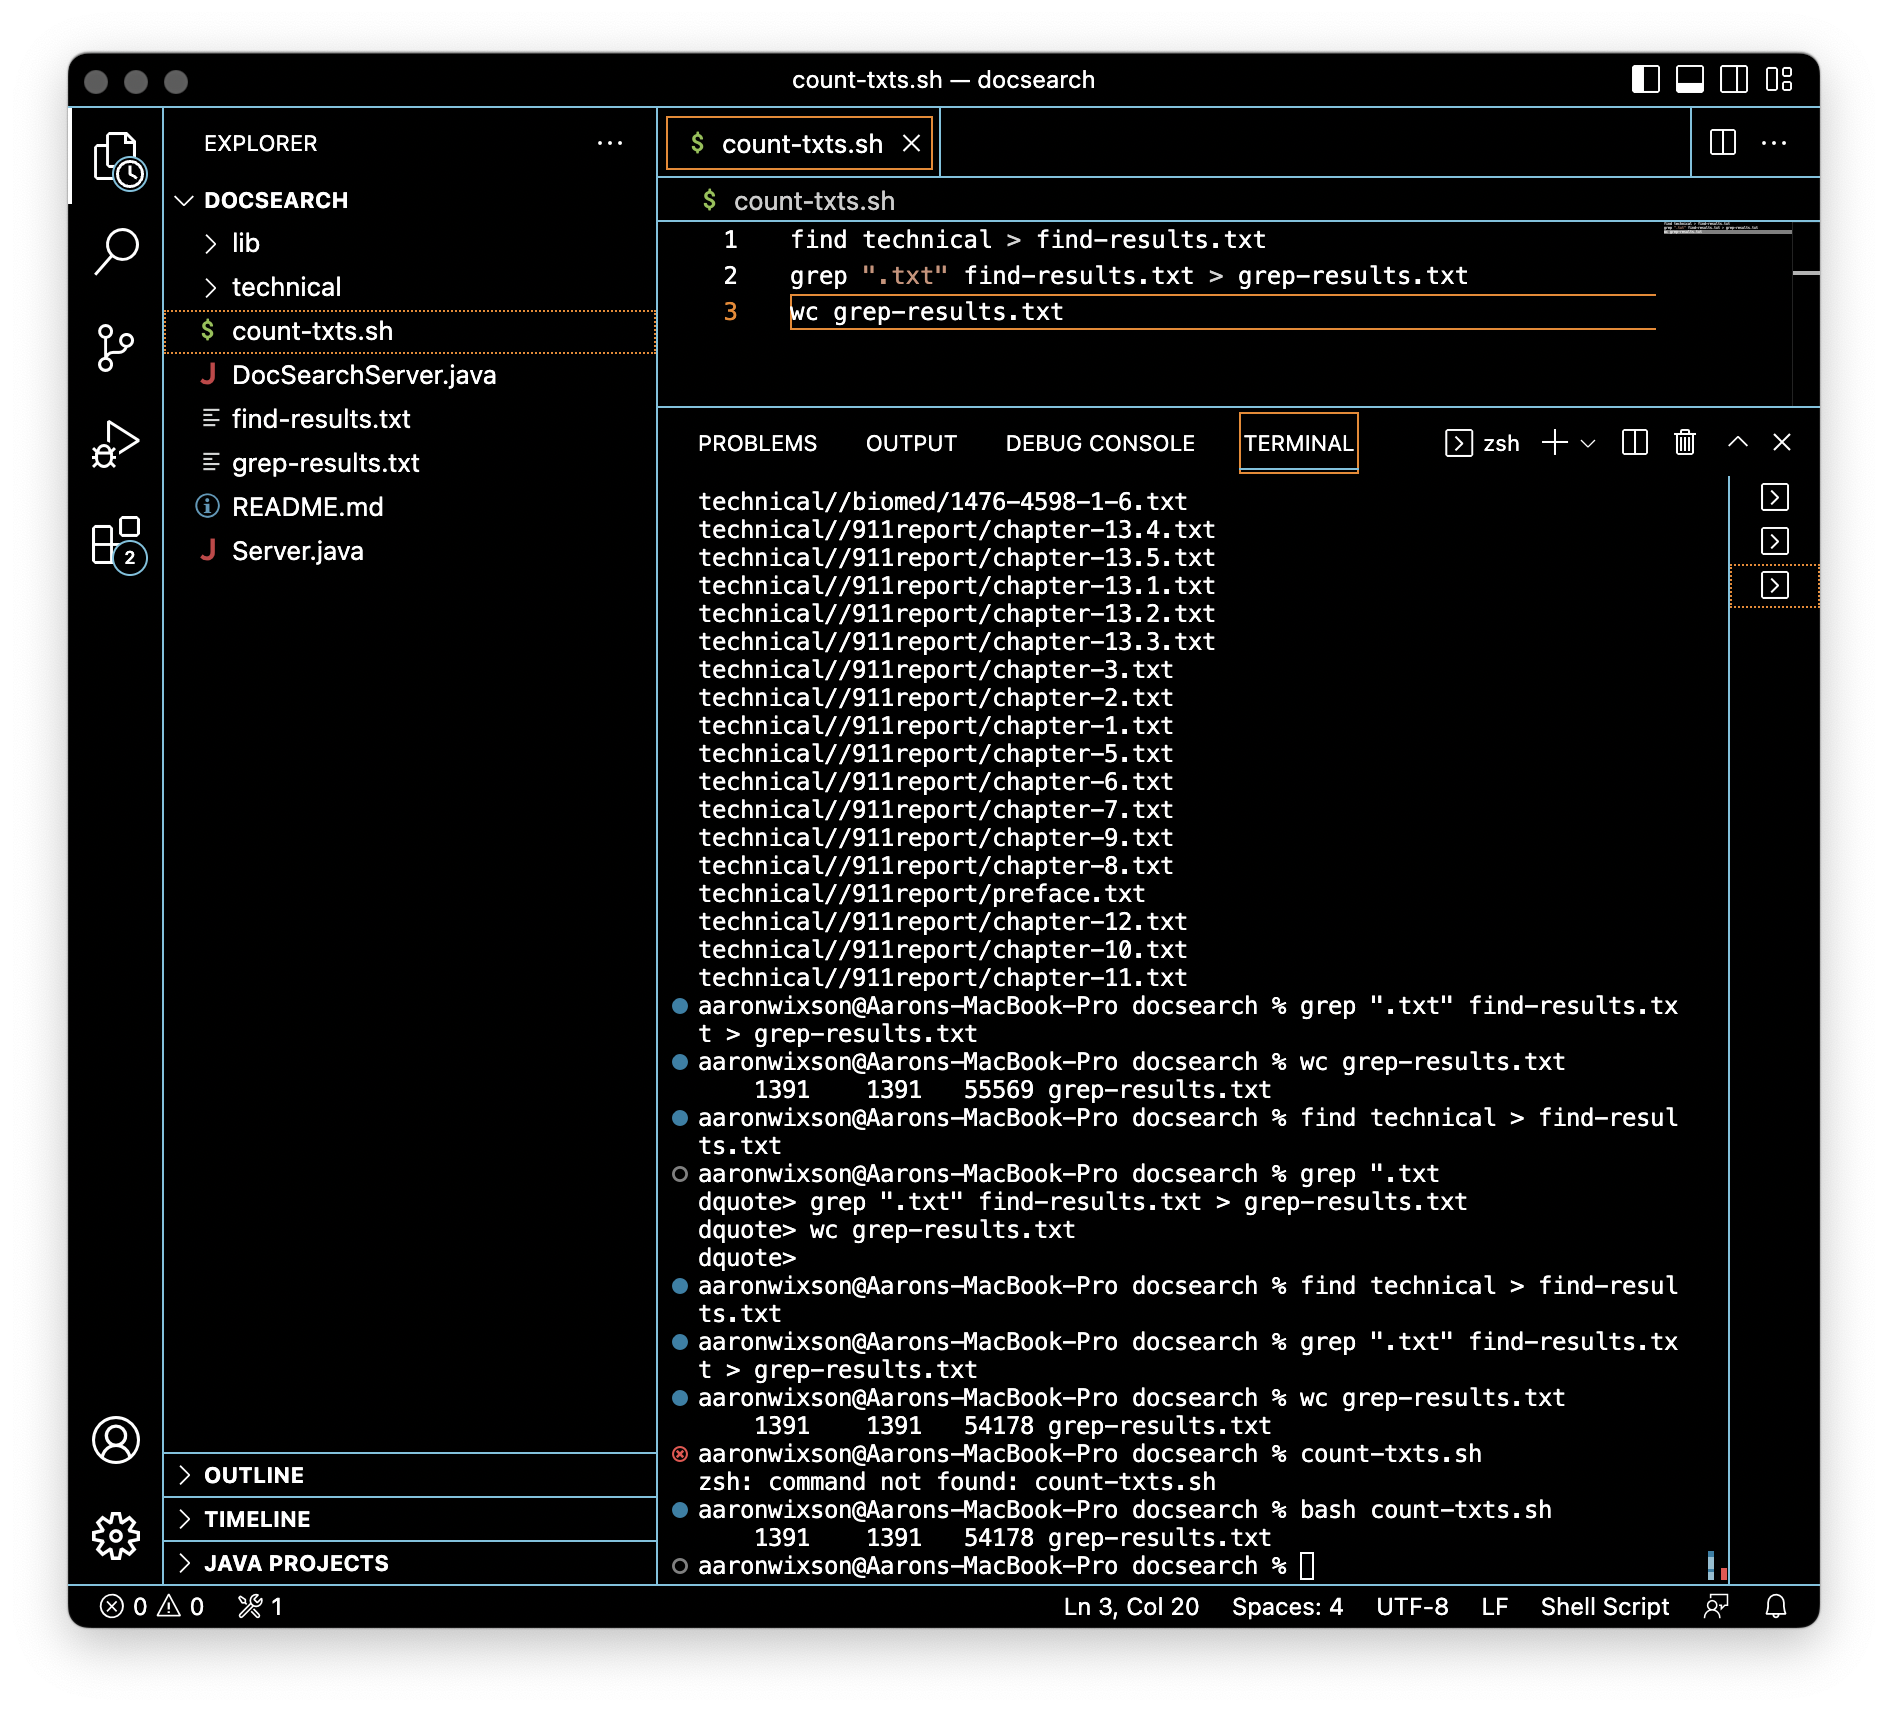 count-txts.sh — docsearch
EXPLORER
DOCSEARCH
lib
technical
count-txts.sh
DocSearchServer.java
find-results.txt
grep-results.txt
README.md
Server.java
2
OUTLINE
TIMELINE
JAVA PROJECTS
$ count-txts.sh
$ count-txts.sh
1 find technical > find-results.txt
2 grep ".txt" find-results.txt > grep-results.txt
3 wc grep-results.txt
PROBLEMS OUTPUT DEBUG CONSOLE TERMINAL zsh
technical//biomed/1476-4598-1-6.txt
technical//911report/chapter-13.4.txt
technical//911report/chapter-13.5.txt
technical//911report/chapter-13.1.txt
technical//911report/chapter-13.2.txt
technical//911report/chapter-13.3.txt
technical//911report/chapter-3.txt
technical//911report/chapter-2.txt
technical//911report/chapter-1.txt
technical//911report/chapter-5.txt
technical//911report/chapter-6.txt
technical//911report/chapter-7.txt
technical//911report/chapter-9.txt
technical//911report/chapter-8.txt
technical//911report/preface.txt
technical//911report/chapter-12.txt
technical//911report/chapter-10.txt
technical//911report/chapter-11.txt
aaronwixson@Aarons-MacBook-Pro docsearch % grep ".txt" find-results.tx
t > grep-results.txt
aaronwixson@Aarons-MacBook-Pro docsearch % wc grep-results.txt
1391 1391 55569 grep-results.txt
aaronwixson@Aarons-MacBook-Pro docsearch % find technical > find-resul
ts.txt
aaronwixson@Aarons-MacBook-Pro docsearch % grep ".txt
dquote> grep ".txt" find-results.txt > grep-results.txt
dquote> wc grep-results.txt
dquote>
aaronwixson@Aarons-MacBook-Pro docsearch % find technical > find-resul
ts.txt
aaronwixson@Aarons-MacBook-Pro docsearch % grep ".txt" find-results.tx
t > grep-results.txt
aaronwixson@Aarons-MacBook-Pro docsearch % wc grep-results.txt
1391 1391 54178 grep-results.txt
aaronwixson@Aarons-MacBook-Pro docsearch % count-txts.sh
zsh: command not found: count-txts.sh
aaronwixson@Aarons-MacBook-Pro docsearch % bash count-txts.sh
1391 1391 54178 grep-results.txt
aaronwixson@Aarons-MacBook-Pro docsearch %
0 0 1 Ln 3, Col 20 Spaces: 4 UTF-8 LF Shell Script